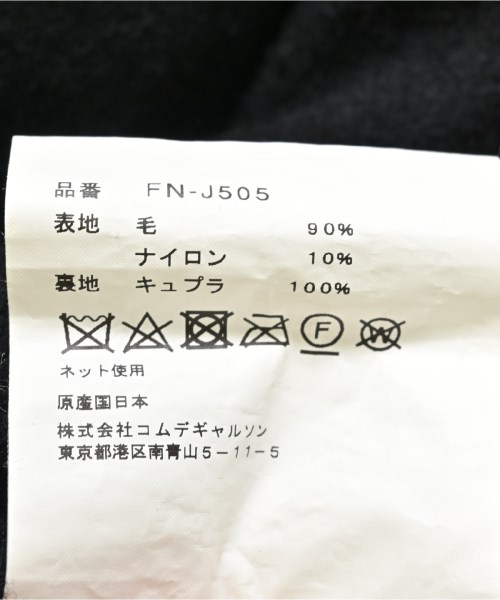 品番 FN-J505
表地 毛 90%
ナイロン 10%
裏地 キュプラ 100%
F W
ネット使用
原産国日本
株式会社コムデギャルソン
東京都港区南青山5-11-5